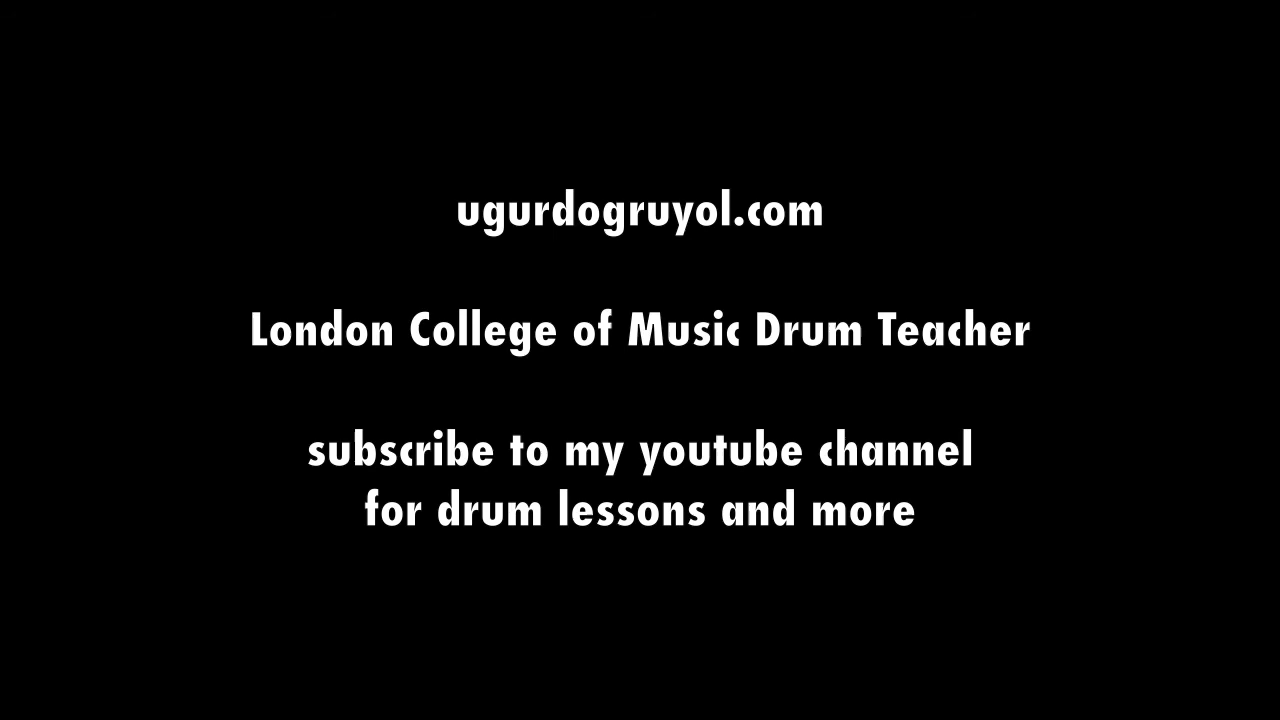 ugurdogruyol.com
London College of Music Drum Teacher
subscribe to my youtube channel
for drum lessons and more